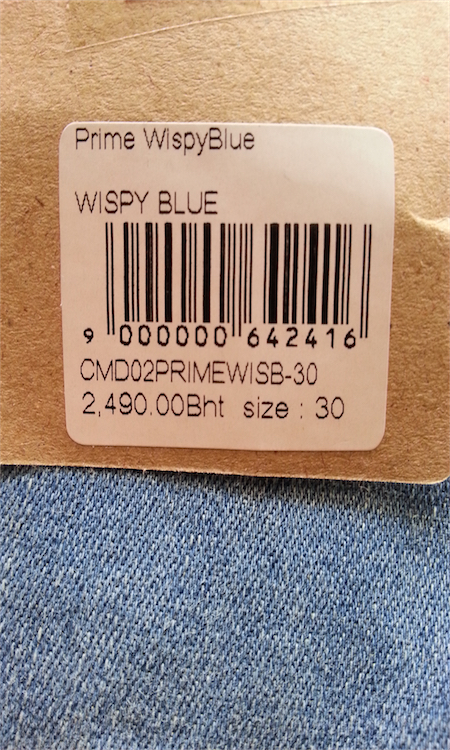 Prime WispyBlue
WISPY BLUE
9 000000 642416
CMD02PRIMEWISB-30
2,490.00Bht size : 30